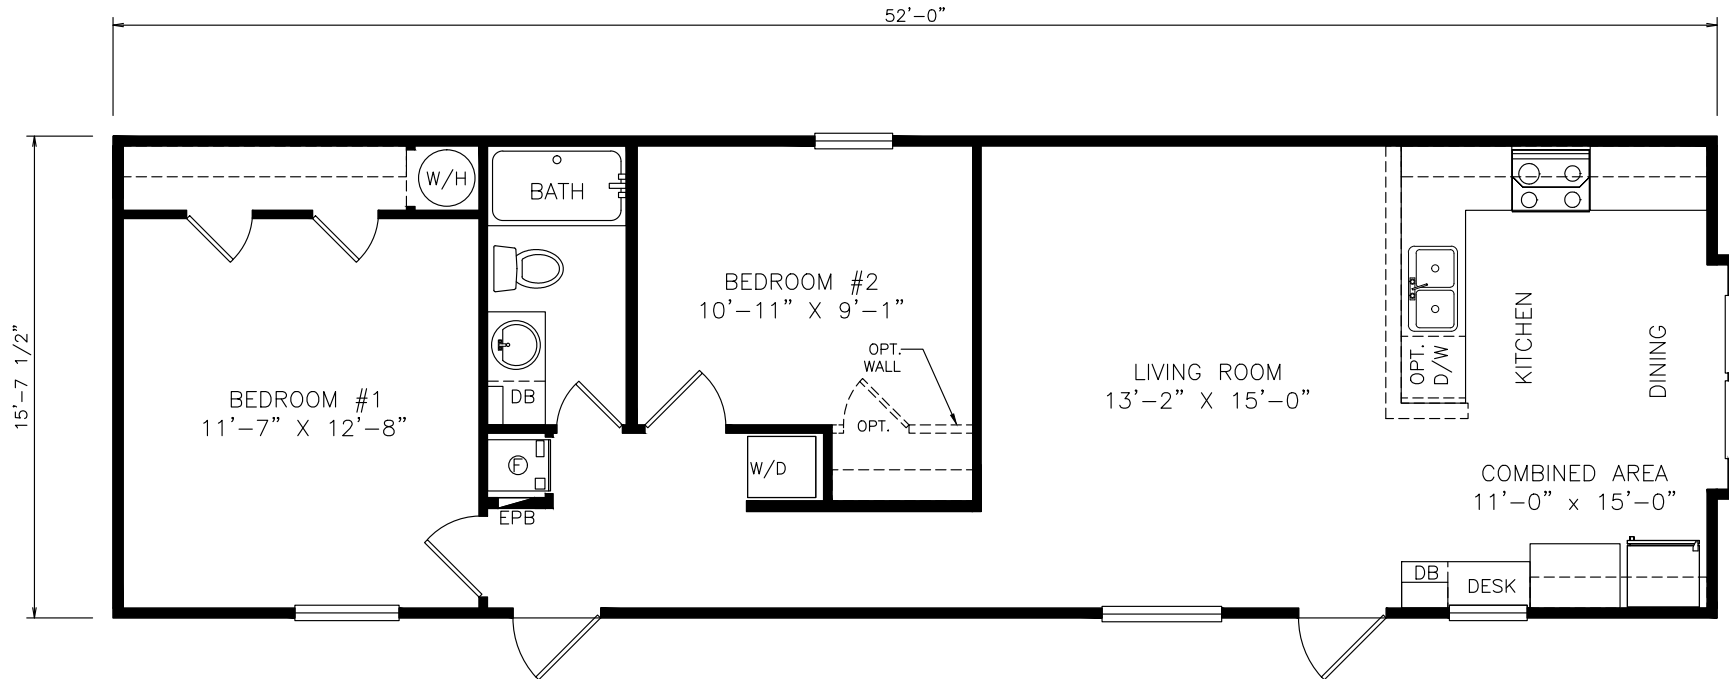 52'-0"
15'-7 1/2"
W/H
BATH
BEDROOM #2
10'-11" X 9'-1"
OPT.
WALL
OPT.
BEDROOM #1
11'-7" X 12'-8"
DB
F
EPB
W/D
LIVING ROOM
13'-2" X 15'-0"
OPT.
D/W
KITCHEN
DINING
COMBINED AREA
11'-0" x 15'-0"
DB
DESK